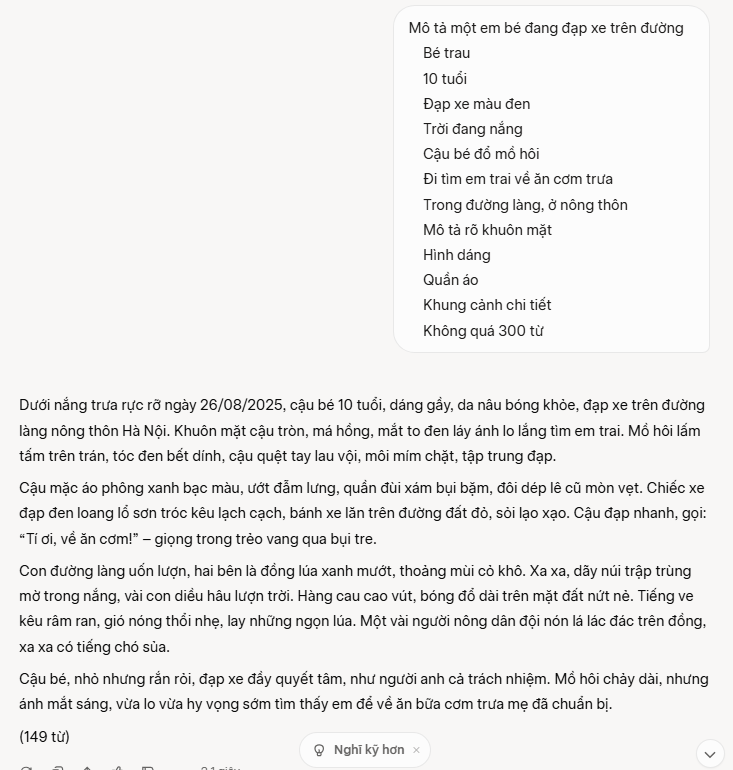 Mô tả một em bé đang đạp xe trên đường
Bé trau
10 tuổi
Đạp xe màu đen
Trời đang nắng
Cậu bé đổ mồ hôi
Đi tìm em trai về ăn cơm trưa
Trong đường làng, ở nông thôn
Mô tả rõ khuôn mặt
Hình dáng
Quần áo
Khung cảnh chi tiết
Không quá 300 từ
Dưới nắng trưa rực rỡ ngày 26/08/2025, cậu bé 10 tuổi, dáng gầy, da nâu bóng khỏe, đạp xe trên đường
làng nông thôn Hà Nội. Khuôn mặt cậu tròn, má hồng, mắt to đen láy ánh lo lắng tìm em trai. Mồ hôi lấm
tấm trên trán, tóc đen bết dính, cậu quệt tay lau vội, môi mím chặt, tập trung đạp.
Cậu mặc áo phông xanh bạc màu, ướt đẫm lưng, quần đùi xám bụi bặm, đôi dép lê cũ mòn vẹt. Chiếc xe
đạp đen loang lổ sơn tróc kêu lạch cạch, bánh xe lăn trên đường đất đỏ, sỏi lạo xạo. Cậu đạp nhanh, gọi:
“Tí ơi, về ăn cơm!” – giọng trong trẻo vang qua bụi tre.
Con đường làng uốn lượn, hai bên là đồng lúa xanh mướt, thoảng mùi cỏ khô. Xa xa, dãy núi trập trùng
mờ trong nắng, vài con diều hâu lượn trời. Hàng cau cao vút, bóng đổ dài trên mặt đất nứt nẻ. Tiếng ve
kêu râm ran, gió nóng thổi nhẹ, lay những ngọn lúa. Một vài người nông dân đội nón lá lác đác trên đồng,
xa xa có tiếng chó sủa.
Cậu bé, nhỏ nhưng rắn rỏi, đạp xe đầy quyết tâm, như người anh cả trách nhiệm. Mồ hôi chảy dài, nhưng
ánh mắt sáng, vừa lo vừa hy vọng sớm tìm thấy em để về ăn bữa cơm trưa mẹ đã chuẩn bị.
(149 từ)
Nghĩ kỹ hơn